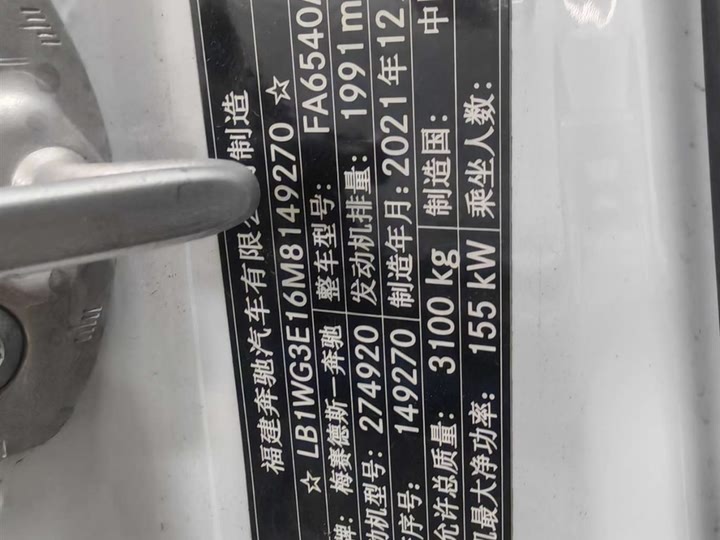 福建奔驰汽车有限公 制造
☆ LB1WG3E16M8149270 ☆
牌: 梅赛德斯一奔驰 整车型号: FA6540
动机型号: 274920 发动机排量: 1991 m
序号: 149270 制造年月: 2021年12
允许总质量: 3100 kg 制造国: 中
机最大净功率: 155 kW 乘坐人数: